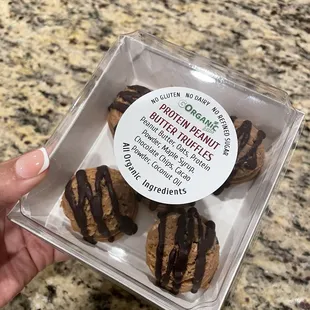 NO GLUTEN · NO DAIRY · NO REFINED SUGAR
ORGANIC
PROTEIN PEANUT
BUTTER TRUFFLES
Peanut Butter, Oats, Protein
Powder, Maple Syrup,
Chocolate Chips, Cacao
Powder, Coconut Oil
All Organic Ingredients